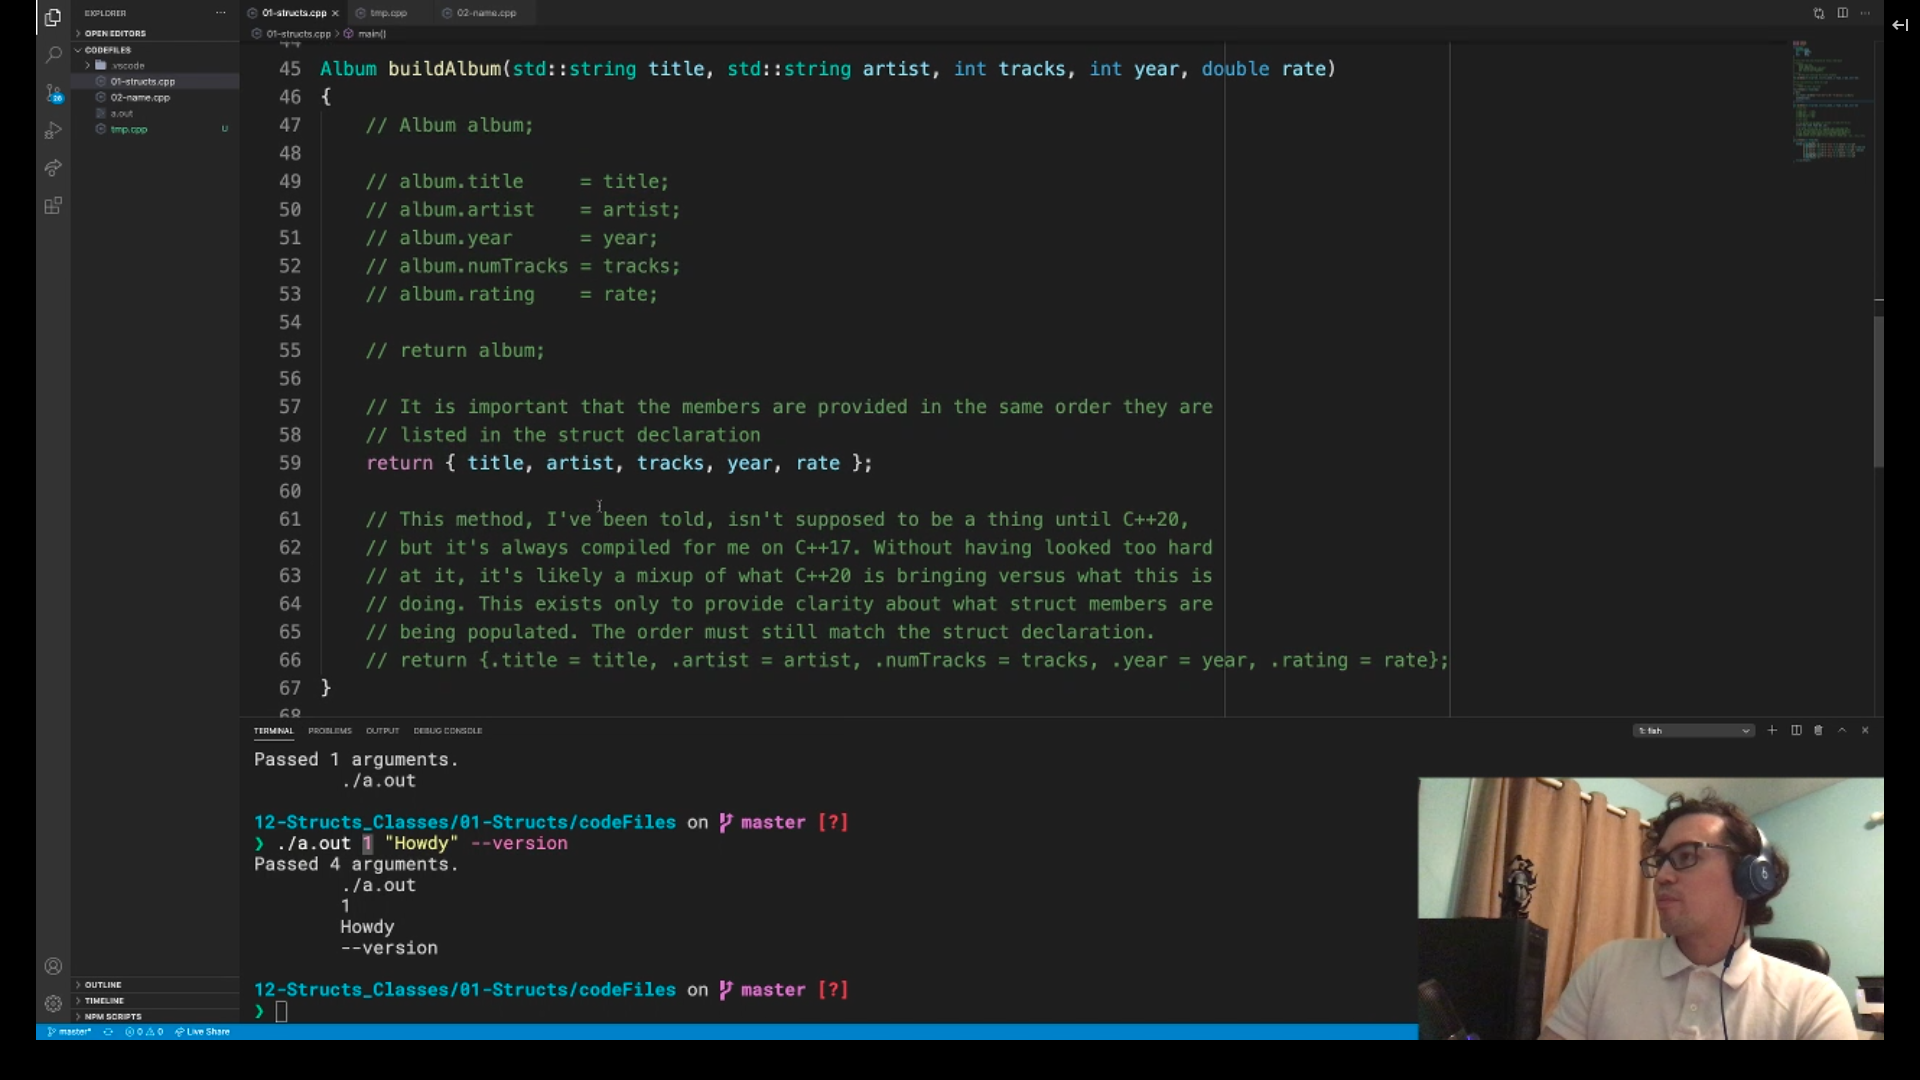 EXPLORER
OPEN EDITORS
CODEFILES
.vscode
01-structs.cpp
02-name.cpp
a.out
tmp.cpp U
01-structs.cpp tmp.cpp 02-name.cpp
01-structs.cpp > main()
44
45 Album buildAlbum(std::string title, std::string artist, int tracks, int year, double rate)
46 {
47 // Album album;
48
49 // album.title = title;
50 // album.artist = artist;
51 // album.year = year;
52 // album.numTracks = tracks;
53 // album.rating = rate;
54
55 // return album;
56
57 // It is important that the members are provided in the same order they are
58 // listed in the struct declaration
59 return { title, artist, tracks, year, rate };
60
61 // This method, I've been told, isn't supposed to be a thing until C++20,
62 // but it's always compiled for me on C++17. Without having looked too hard
63 // at it, it's likely a mixup of what C++20 is bringing versus what this is
64 // doing. This exists only to provide clarity about what struct members are
65 // being populated. The order must still match the struct declaration.
66 // return {.title = title, .artist = artist, .numTracks = tracks, .year = year, .rating = rate};
67 }
68
TERMINAL PROBLEMS OUTPUT DEBUG CONSOLE 1: fish
Passed 1 arguments.
./a.out
12-Structs_Classes/01-Structs/codeFiles on master [?]
❯ ./a.out 1 "Howdy" --version
Passed 4 arguments.
./a.out
1
Howdy
--version
12-Structs_Classes/01-Structs/codeFiles on master [?]
❯
OUTLINE
TIMELINE
NPM SCRIPTS
master* 0 0 Live Share